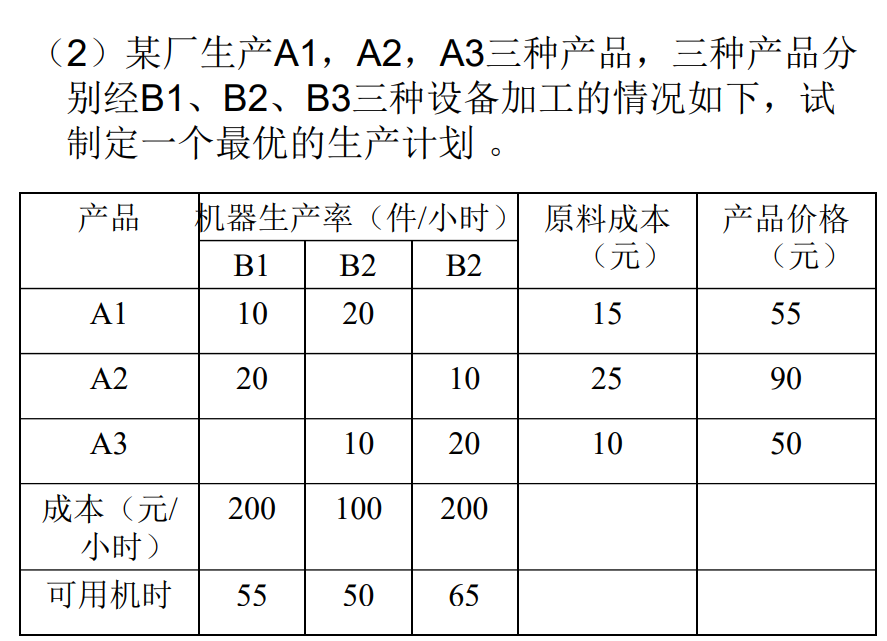 （2）某厂生产A1，A2，A3三种产品，三种产品分
别经B1、B2、B3三种设备加工的情况如下，试
制定一个最优的生产计划 。
产品 机器生产率（件/小时） 原料成本（元） 产品价格（元）
B1 B2 B2
A1 10 20 15 55
A2 20 10 25 90
A3 10 20 10 50
成本（元/小时） 200 100 200
可用机时 55 50 65